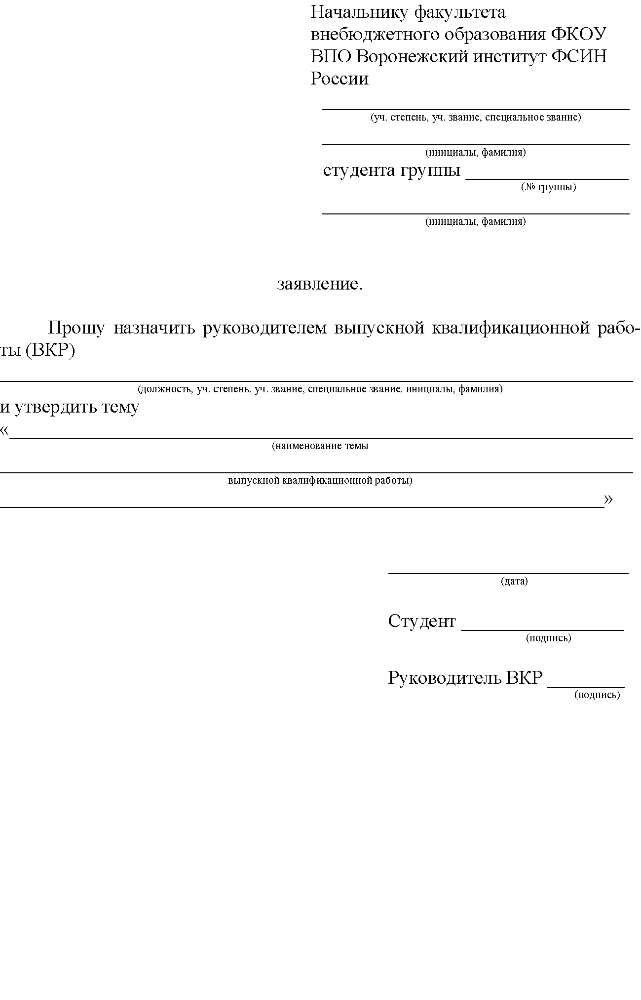 Начальнику факультета
внебюджетного образования ФКОУ
ВПО Воронежский институт ФСИН
России
(уч. степень, уч. звание, специальное звание)
(инициалы, фамилия)
студента группы
(№ группы)
(инициалы, фамилия)
заявление.
Прошу назначить руководителем выпускной квалификационной рабо-
ты (ВКР)
(должность, уч. степень, уч. звание, специальное звание, инициалы, фамилия)
и утвердить тему
«
(наименование темы
выпускной квалификационной работы)
»
(дата)
Студент
(подпись)
Руководитель ВКР
(подпись)